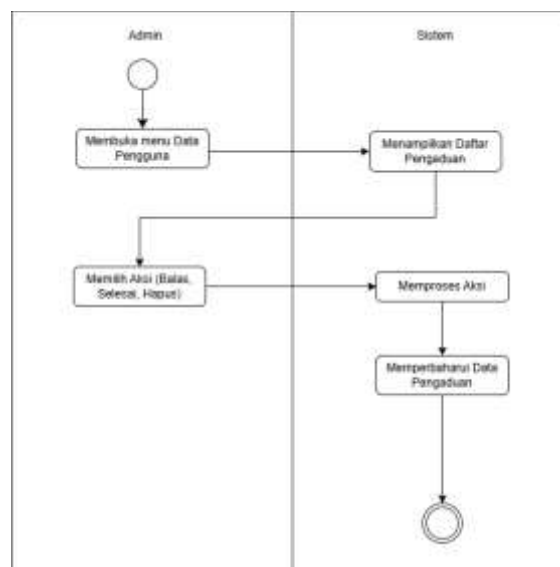 Admin
Sistem
Membuka menu Data
Pengguna
Menampilkan Daftar
Pengaduan
Memilih Aksi (Balas,
Selesai, Hapus)
Memproses Aksi
Memperbaharui Data
Pengaduan